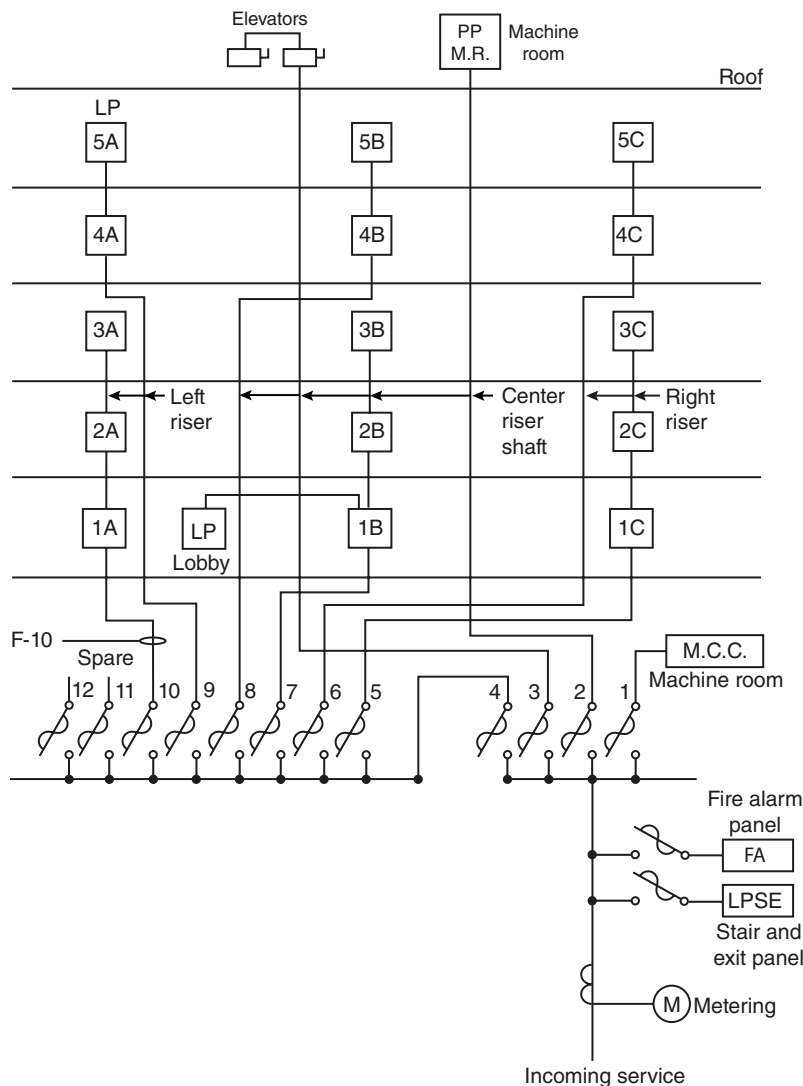 Elevators
PP
M.R.
Machine
room
Roof
LP
5A
5B
5C
4A
4B
4C
3A
3B
3C
Left
riser
Center
riser
shaft
Right
riser
2A
2B
2C
1A
LP
Lobby
1B
1C
F-10
Spare
M.C.C.
Machine room
12 11 10 9 8 7 6 5 4 3 2 1
Fire alarm
panel
FA
LPSE
Stair and
exit panel
M
Metering
Incoming service